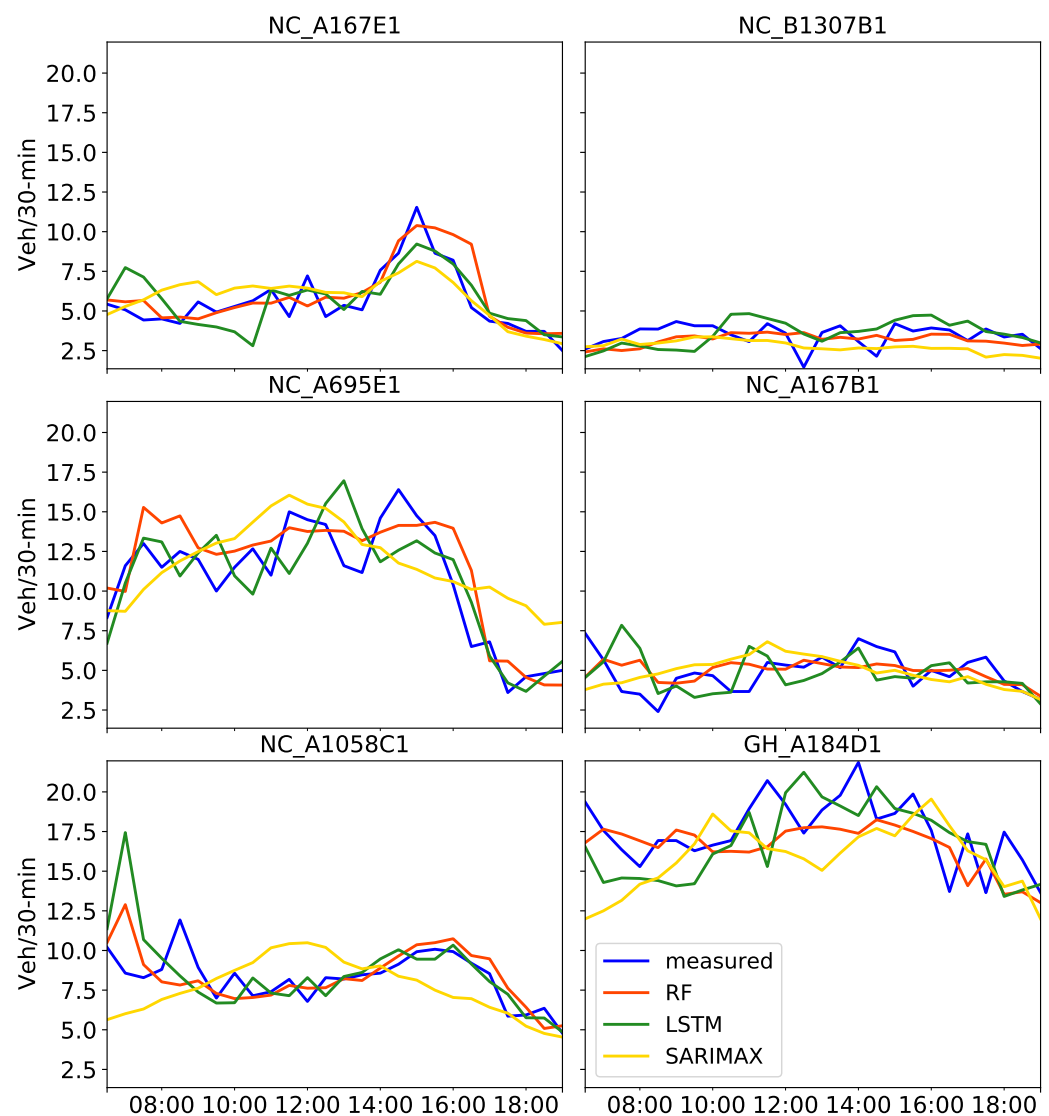 NC_A167E1 NC_B1307B1
Veh/30-min
20.0
17.5
15.0
12.5
10.0
7.5
5.0
2.5
NC_A695E1 NC_A167B1
Veh/30-min
20.0
17.5
15.0
12.5
10.0
7.5
5.0
2.5
NC_A1058C1 GH_A184D1
Veh/30-min
20.0
17.5
15.0
12.5
10.0
7.5
5.0
2.5
measured
RF
LSTM
SARIMAX
08:00 10:00 12:00 14:00 16:00 18:00 08:00 10:00 12:00 14:00 16:00 18:00